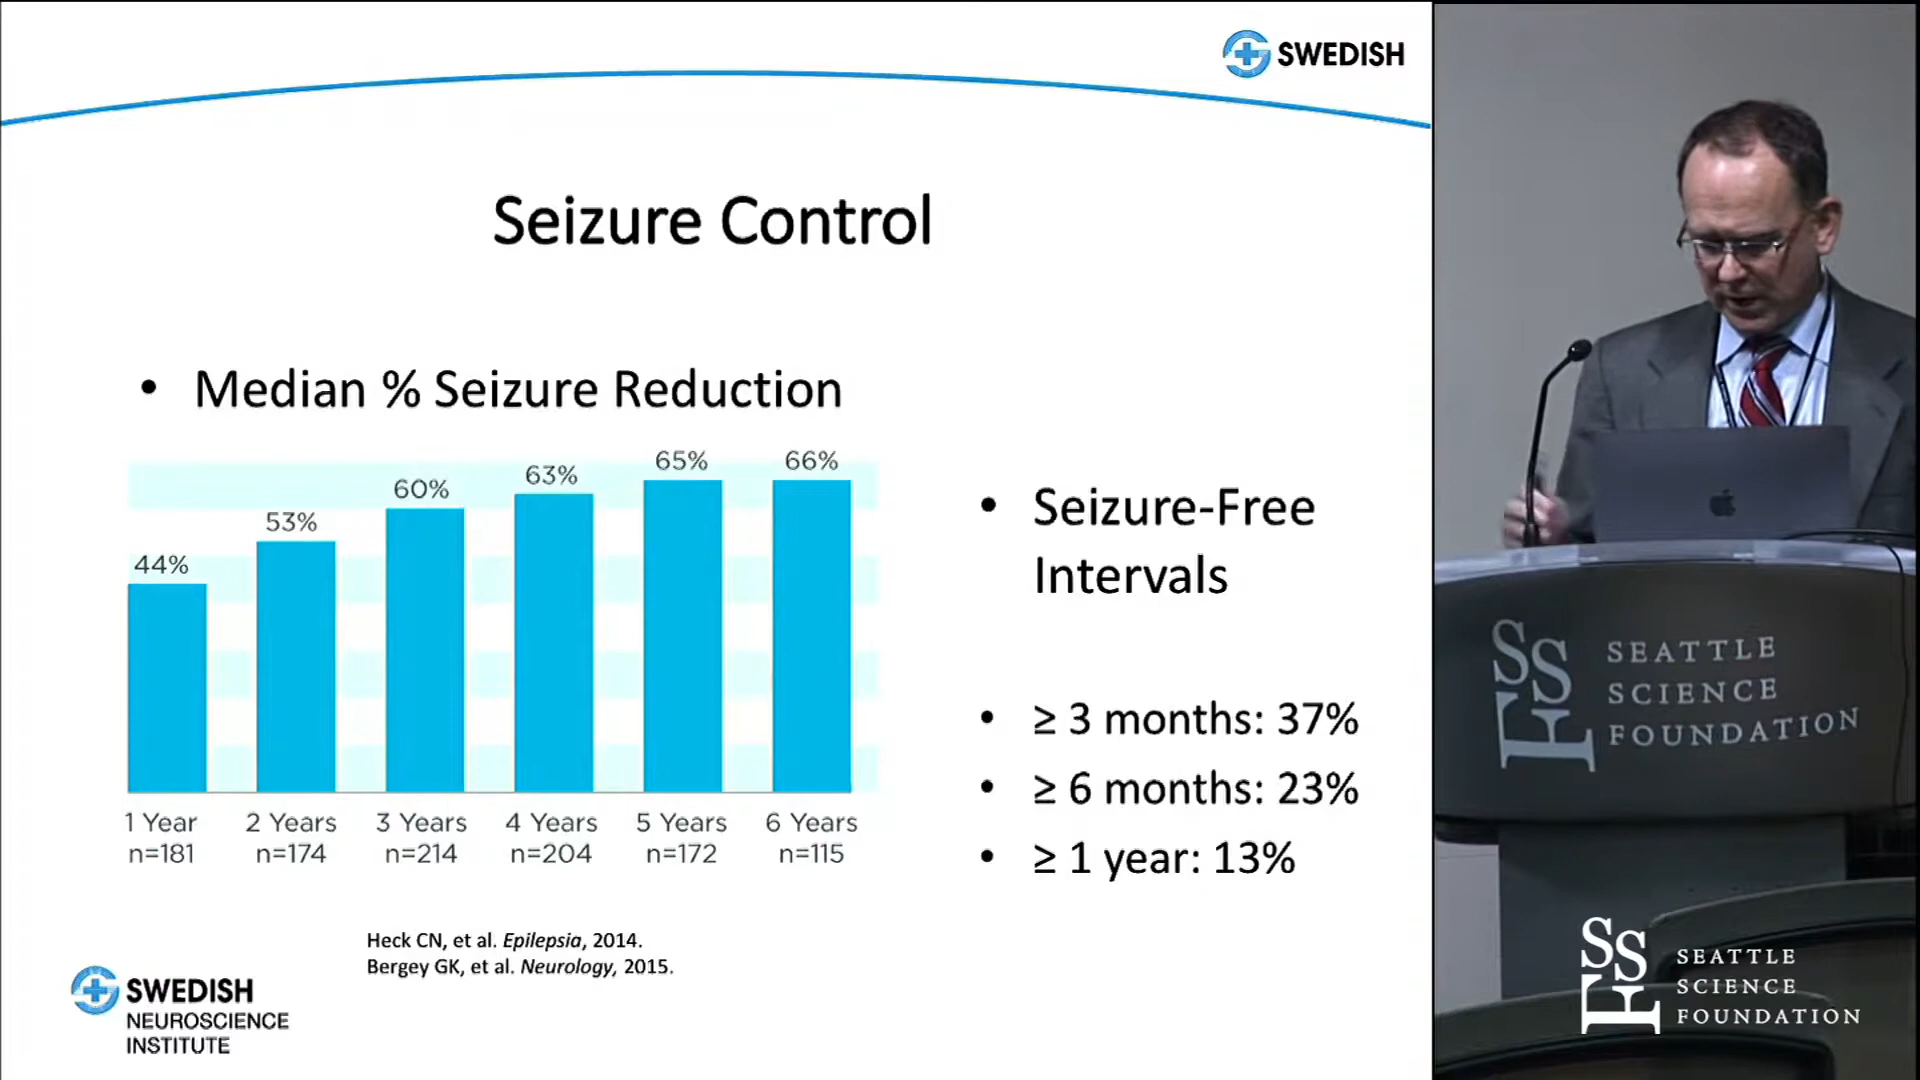 SWEDISH
Seizure Control
• Median % Seizure Reduction
44%
53%
60%
63%
65%
66%
1 Year
n=181
2 Years
n=174
3 Years
n=214
4 Years
n=204
5 Years
n=172
6 Years
n=115
• Seizure-Free
Intervals
• ≥ 3 months: 37%
• ≥ 6 months: 23%
• ≥ 1 year: 13%
Heck CN, et al. Epilepsia, 2014.
Bergey GK, et al. Neurology, 2015.
SWEDISH
NEUROSCIENCE
INSTITUTE
SSF
SEATTLE
SCIENCE
FOUNDATION
SSF
SEATTLE
SCIENCE
FOUNDATION